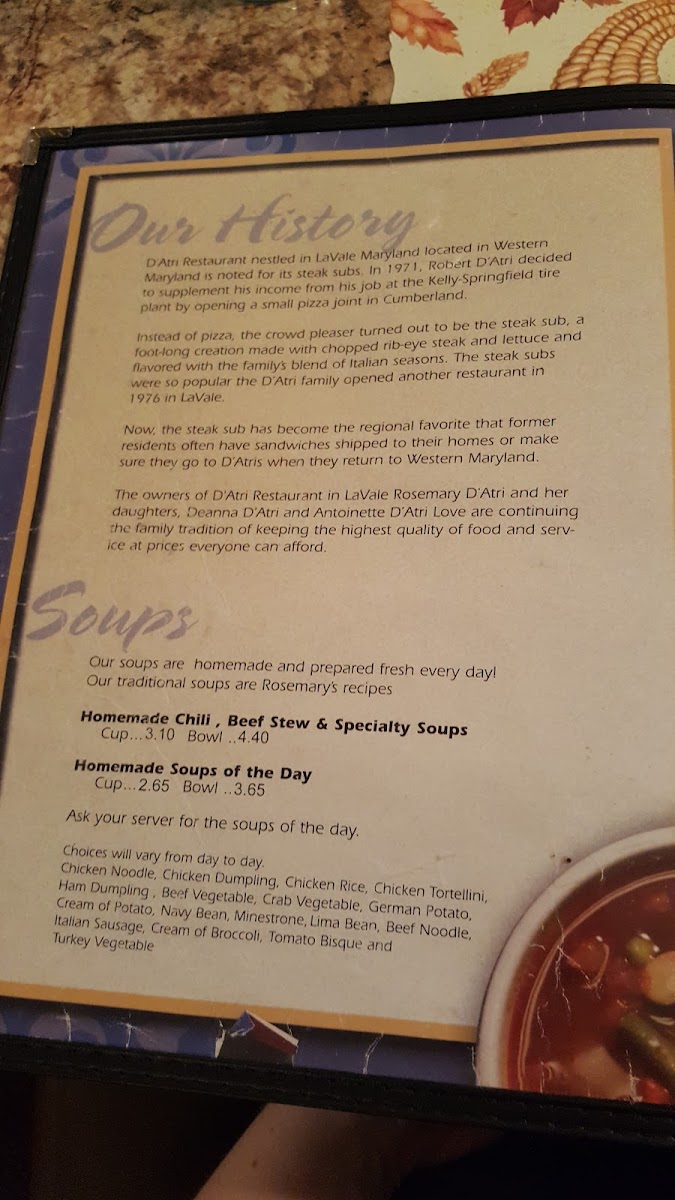 Our History
D'Atri Restaurant nestled in LaVale Maryland located in Western
Maryland is noted for its steak subs. In 1971, Robert D'Atri decided
to supplement his income from his job at the Kelly-Springfield tire
plant by opening a small pizza joint in Cumberland.
Instead of pizza, the crowd pleaser turned out to be the steak sub, a
foot-long creation made with chopped rib-eye steak and lettuce and
flavored with the family's blend of Italian seasons. The steak subs
were so popular the D'Atri family opened another restaurant in
1976 in LaVale.
Now, the steak sub has become the regional favorite that former
residents often have sandwiches shipped to their homes or make
sure they go to D'Atris when they return to Western Maryland.
The owners of D'Atri Restaurant in LaVale Rosemary D'Atri and her
daughters, Deanna D'Atri and Antoinette D'Atri Love are continuing
the family tradition of keeping the highest quality of food and serv-
ice at prices everyone can afford.
Soups
Our soups are homemade and prepared fresh every day!
Our traditional soups are Rosemary's recipes
Homemade Chili , Beef Stew & Specialty Soups
Cup...3.10 Bowl ..4.40
Homemade Soups of the Day
Cup...2.65 Bowl ..3.65
Ask your server for the soups of the day.
Choices will vary from day to day.
Chicken Noodle, Chicken Dumpling, Chicken Rice, Chicken Tortellini,
Ham Dumpling , Beef Vegetable, Crab Vegetable, German Potato,
Cream of Potato, Navy Bean, Minestrone, Lima Bean, Beef Noodle,
Italian Sausage, Cream of Broccoli, Tomato Bisque and
Turkey Vegetable